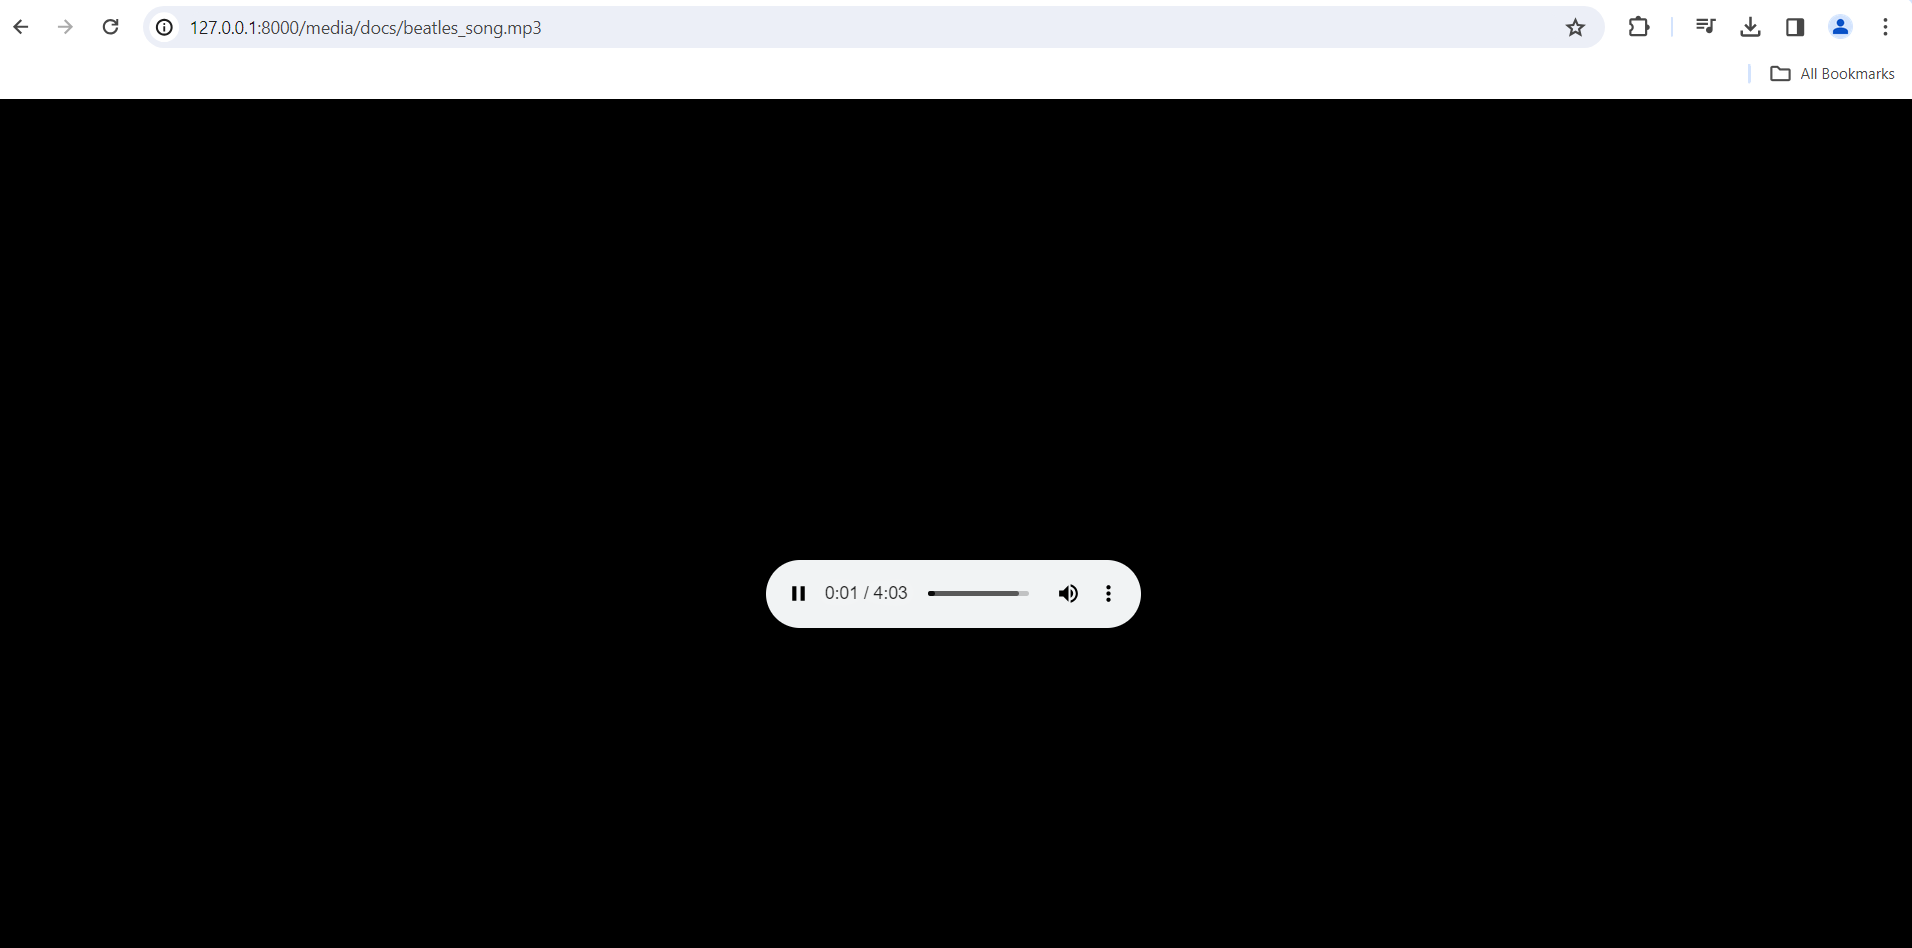 127.0.0.1:8000/media/docs/beatles_song.mp3
All Bookmarks
0:01 / 4:03